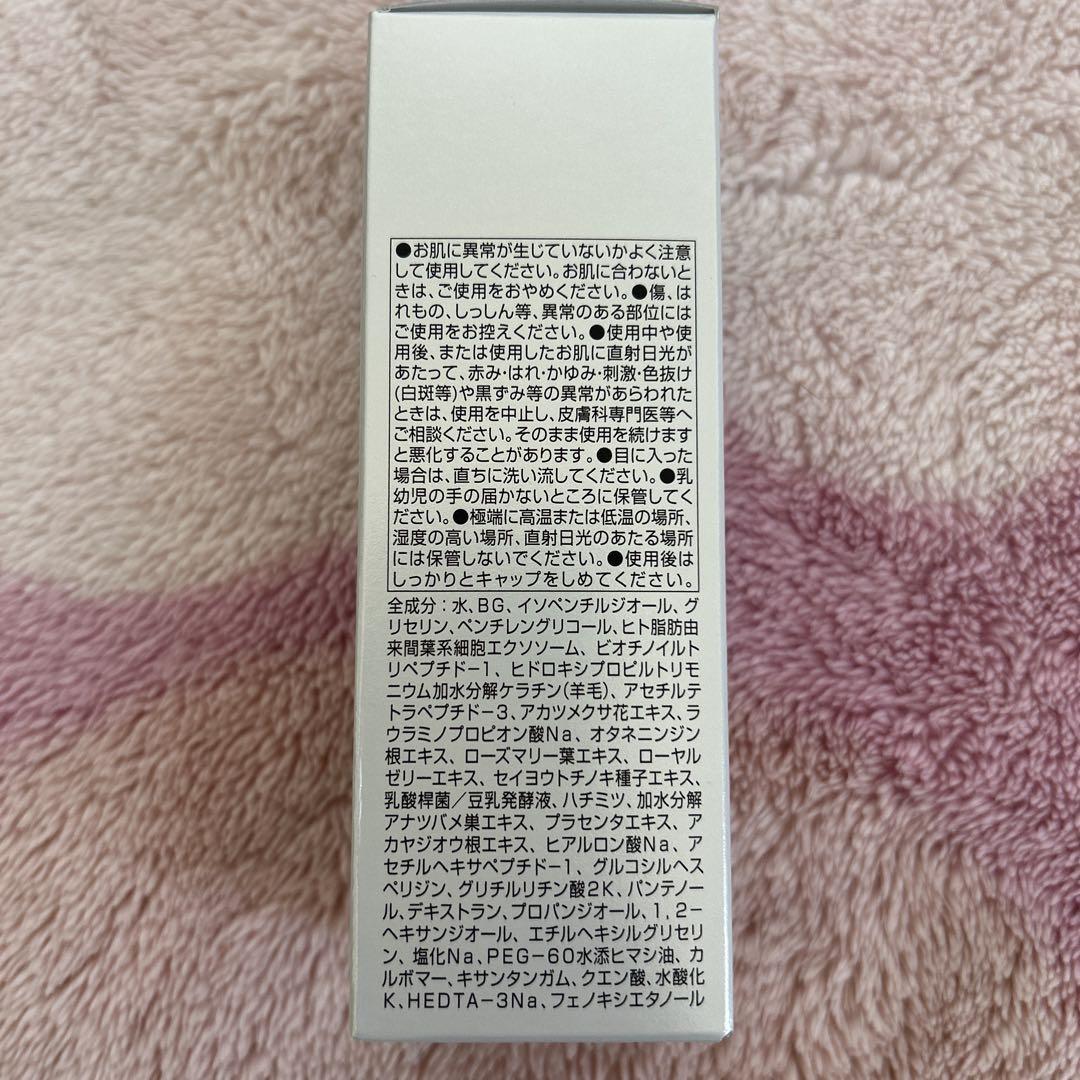 ●お肌に異常が生じていないかよく注意
して使用してください。お肌に合わないと
きは、ご使用をおやめください。●傷、は
れもの、しっしん等、異常のある部位には
ご使用をお控えください。●使用中や使
用後、または使用したお肌に直射日光が
あたって、赤み・はれ・かゆみ・刺激・色抜け
(白斑等)や黒ずみ等の異常があらわれた
ときは、使用を中止し、皮膚科専門医等へ
ご相談ください。そのまま使用を続けます
と悪化することがあります。●目に入った
場合は、直ちに洗い流してください。●乳
幼児の手の届かないところに保管してく
ださい。●極端に高温または低温の場所、
湿度の高い場所、直射日光のあたる場所
には保管しないでください。●使用後は
しっかりとキャップをしめてください。
全成分：水、BG、イソペンチルジオール、グ
リセリン、ペンチレングリコール、ヒト脂肪由
来間葉系細胞エクソソーム、ビオチノイルト
リペプチド−1、ヒドロキシプロピルトリモ
ニウム加水分解ケラチン(羊毛)、アセチルテ
トラペプチド−3、アカツメクサ花エキス、ラ
ウラミノプロピオン酸Na、オタネニンジン
根エキス、ローズマリー葉エキス、ローヤル
ゼリーエキス、セイヨウトチノキ種子エキス、
乳酸桿菌／豆乳発酵液、ハチミツ、加水分解
アナツバメ巣エキス、プラセンタエキス、ア
カヤジオウ根エキス、ヒアルロン酸Na、ア
セチルヘキサペプチド−1、グルコシルヘス
ペリジン、グリチルリチン酸2K、パンテノー
ル、デキストラン、プロパンジオール、1，2−
ヘキサンジオール、エチルヘキシルグリセリ
ン、塩化Na、PEG−60水添ヒマシ油、カ
ルボマー、キサンタンガム、クエン酸、水酸化
K、HEDTA−3Na、フェノキシエタノール